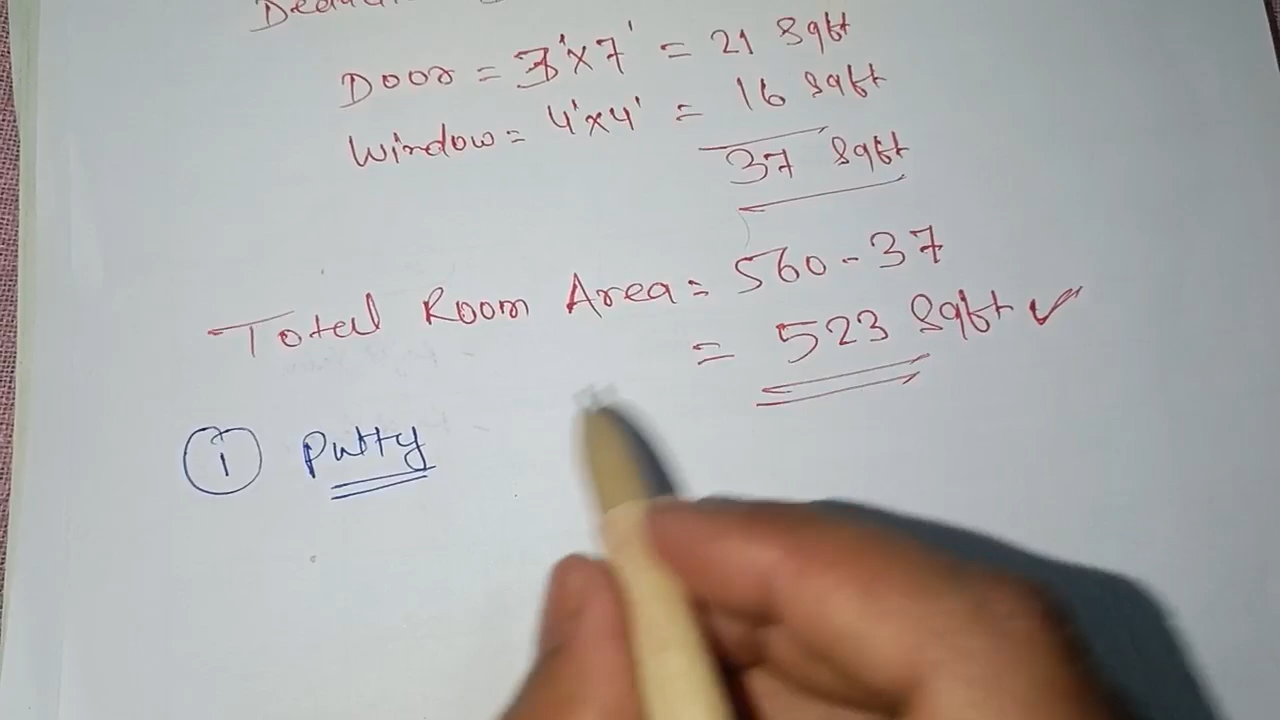 Door = 3'x7' = 21 Sqft
Window = 4'x4' = 16 Sqft
37 Sqft
Total Room Area = 560-37
= 523 Sqft ✓
i Putty